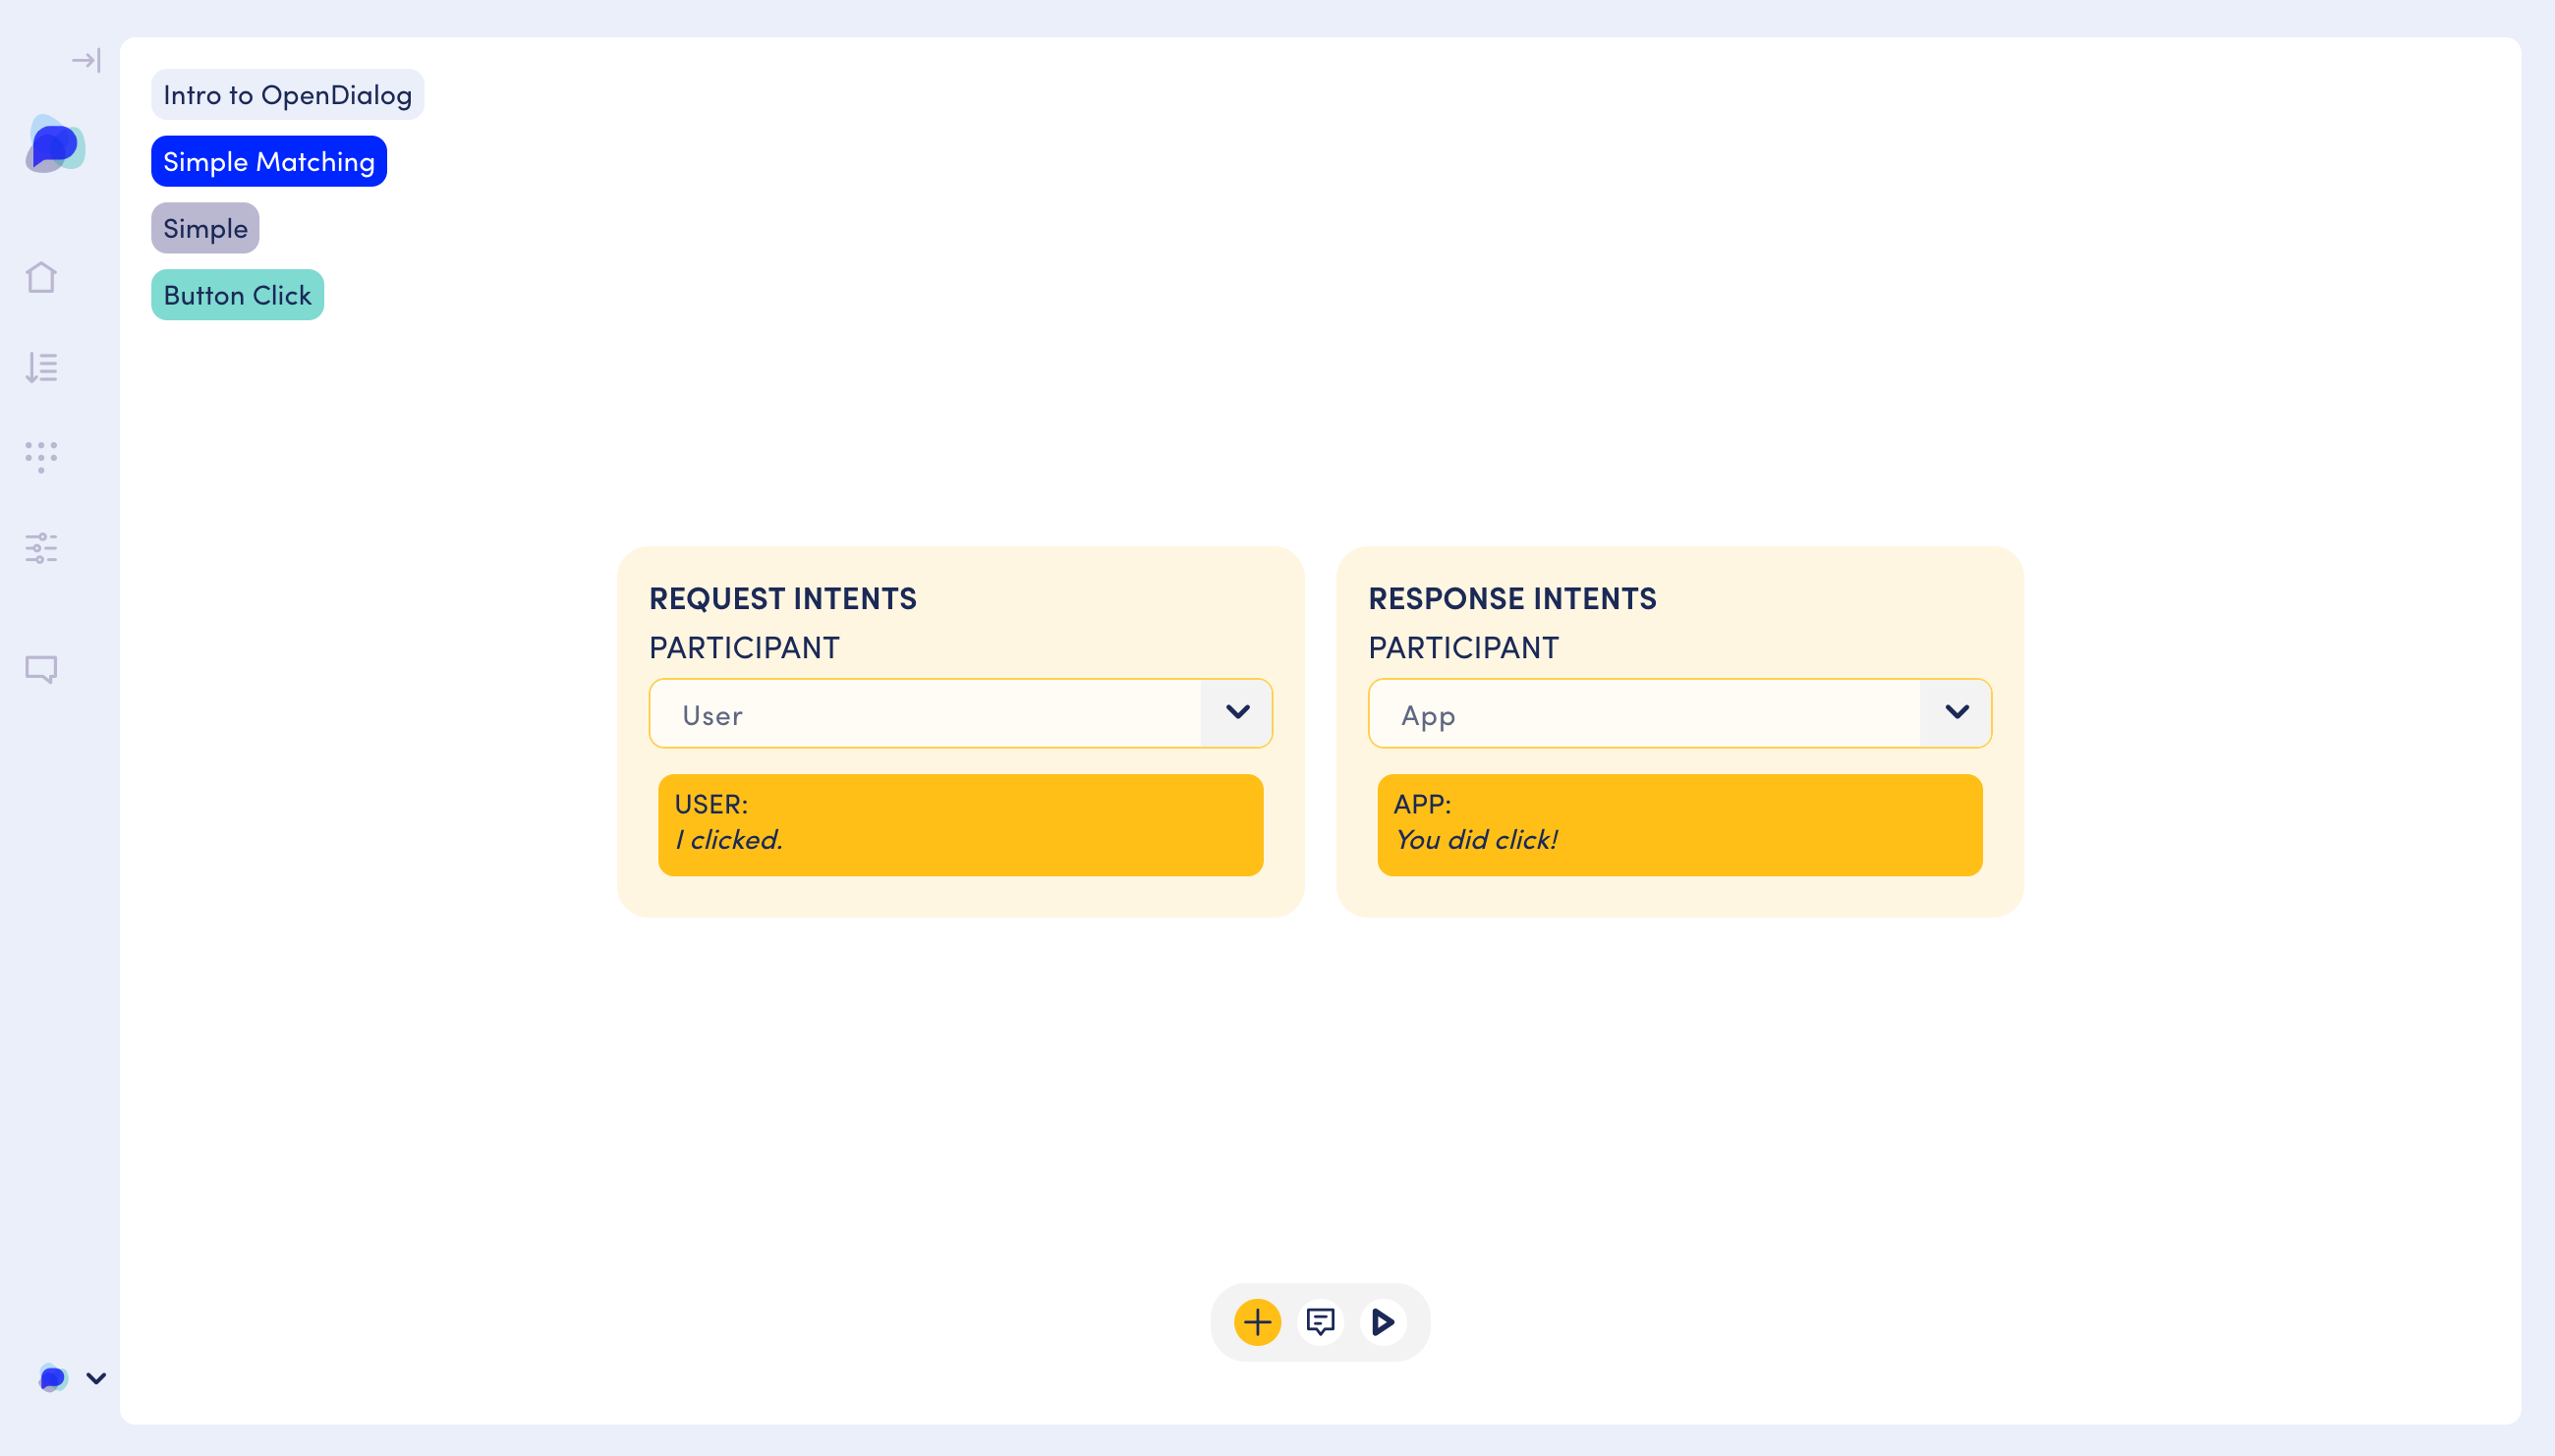 Intro to OpenDialog
Simple Matching
Simple
Button Click
REQUEST INTENTS
PARTICIPANT
User
USER:
I clicked.
RESPONSE INTENTS
PARTICIPANT
App
APP:
You did click!